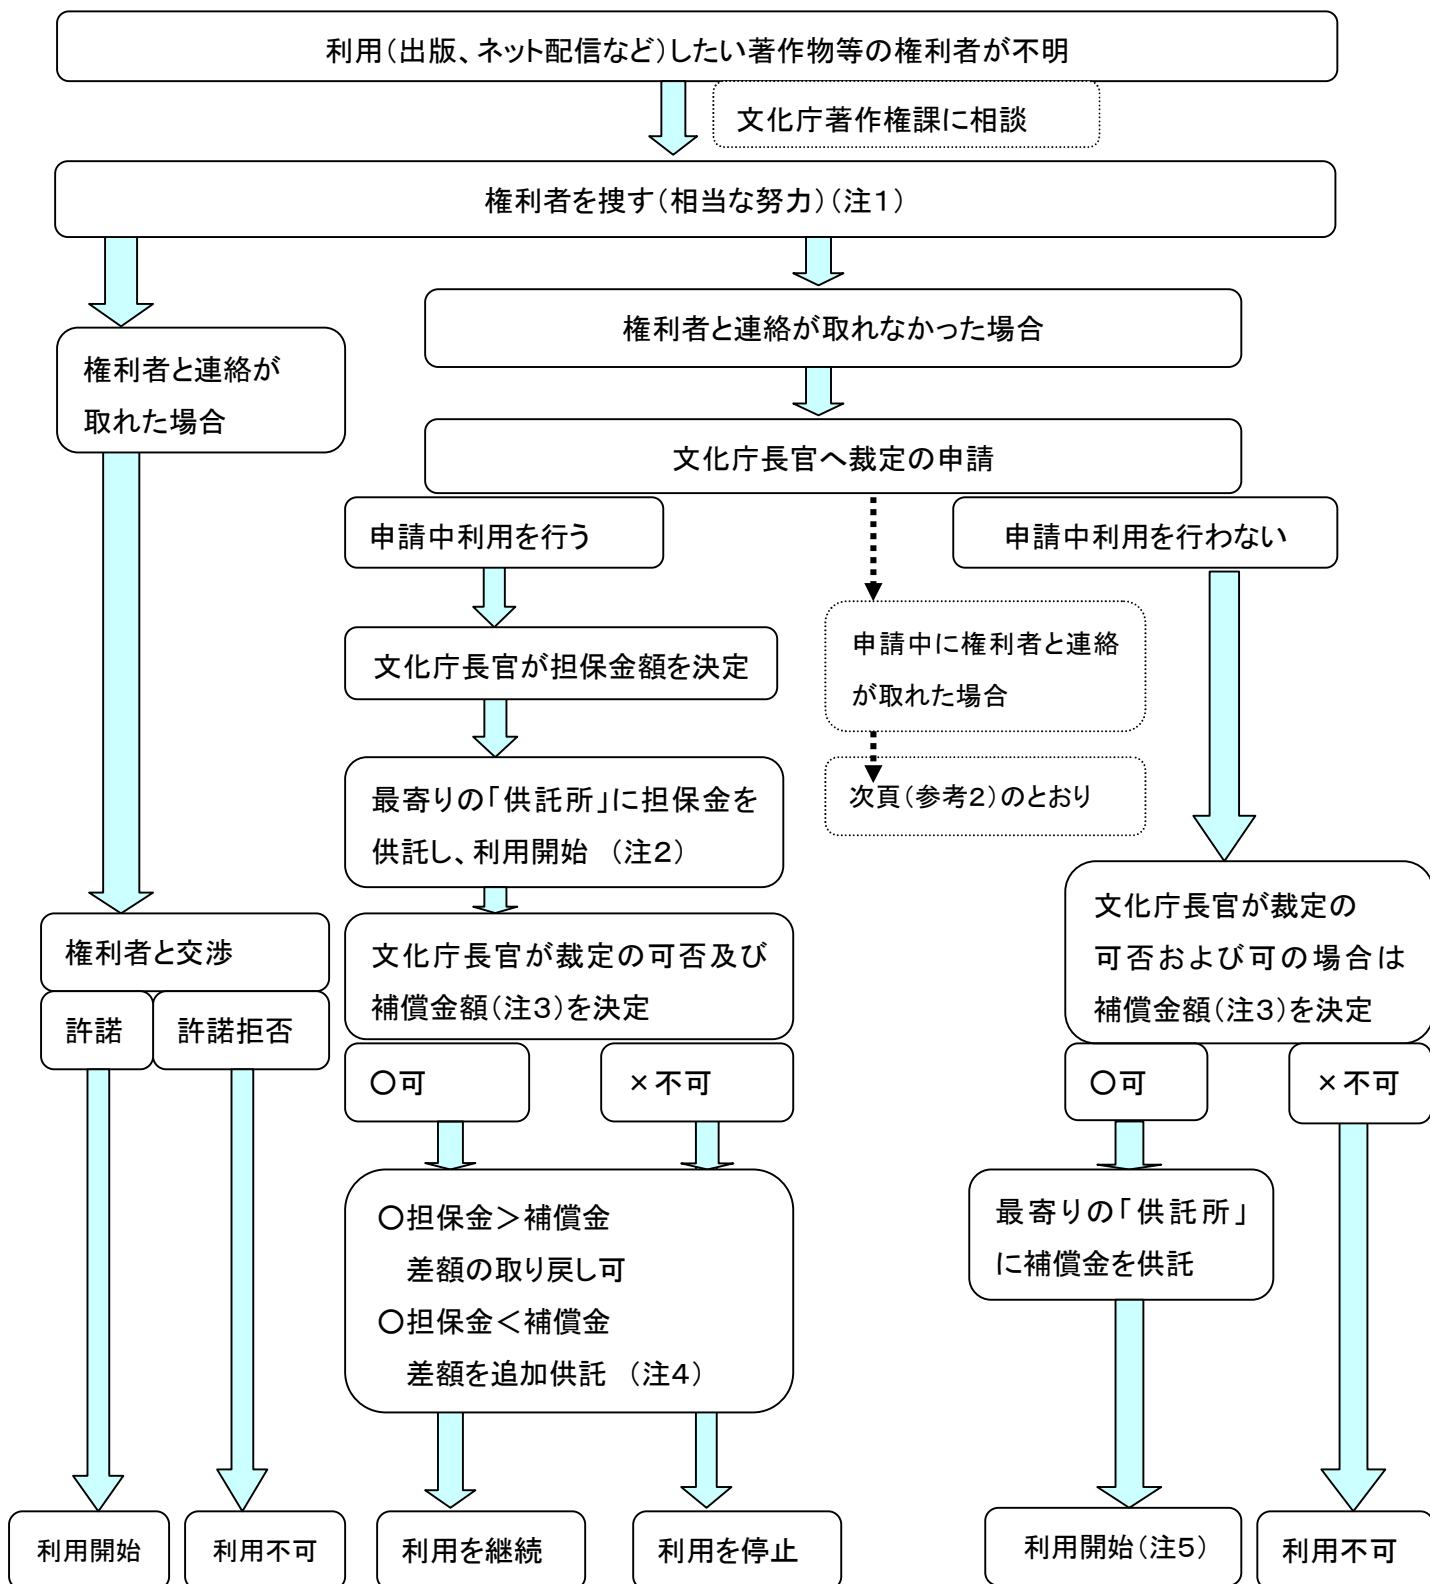 利用（出版、ネット配信など）したい著作物等の権利者が不明
文化庁著作権課に相談
権利者を捜す（相当な努力）（注１）
権利者と連絡が
取れた場合
権利者と連絡が取れなかった場合
文化庁長官へ裁定の申請
申請中利用を行う
申請中利用を行わない
文化庁長官が担保金額を決定
申請中に権利者と連絡
が取れた場合
最寄りの「供託所」に担保金を
供託し、利用開始　（注２）
次頁（参考２）のとおり
権利者と交渉
許諾
許諾拒否
文化庁長官が裁定の可否及び
補償金額（注３）を決定
文化庁長官が裁定の
可否および可の場合は
補償金額（注３）を決定
○可
×不可
○可
×不可
○担保金＞補償金
差額の取り戻し可
○担保金＜補償金
差額を追加供託　（注４）
最寄りの「供託所」
に補償金を供託
利用開始
利用不可
利用を継続
利用を停止
利用開始（注５）
利用不可